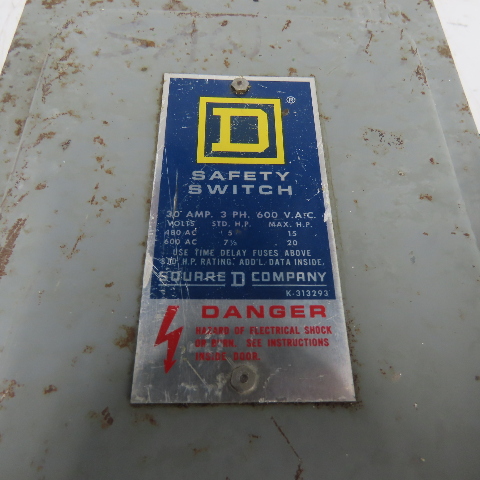 D ®
SAFETY
SWITCH
30 AMP. 3 PH. 600 V.A.C.
VOLTS STD. H.P. MAX. H.P.
480 AC 5 15
600 AC 7½ 20
USE TIME DELAY FUSES ABOVE
STD. H.P. RATING. ADD'L. DATA INSIDE.
SQUARE D COMPANY
K-313293
DANGER
HAZARD OF ELECTRICAL SHOCK
OR BURN. SEE INSTRUCTIONS
INSIDE DOOR.